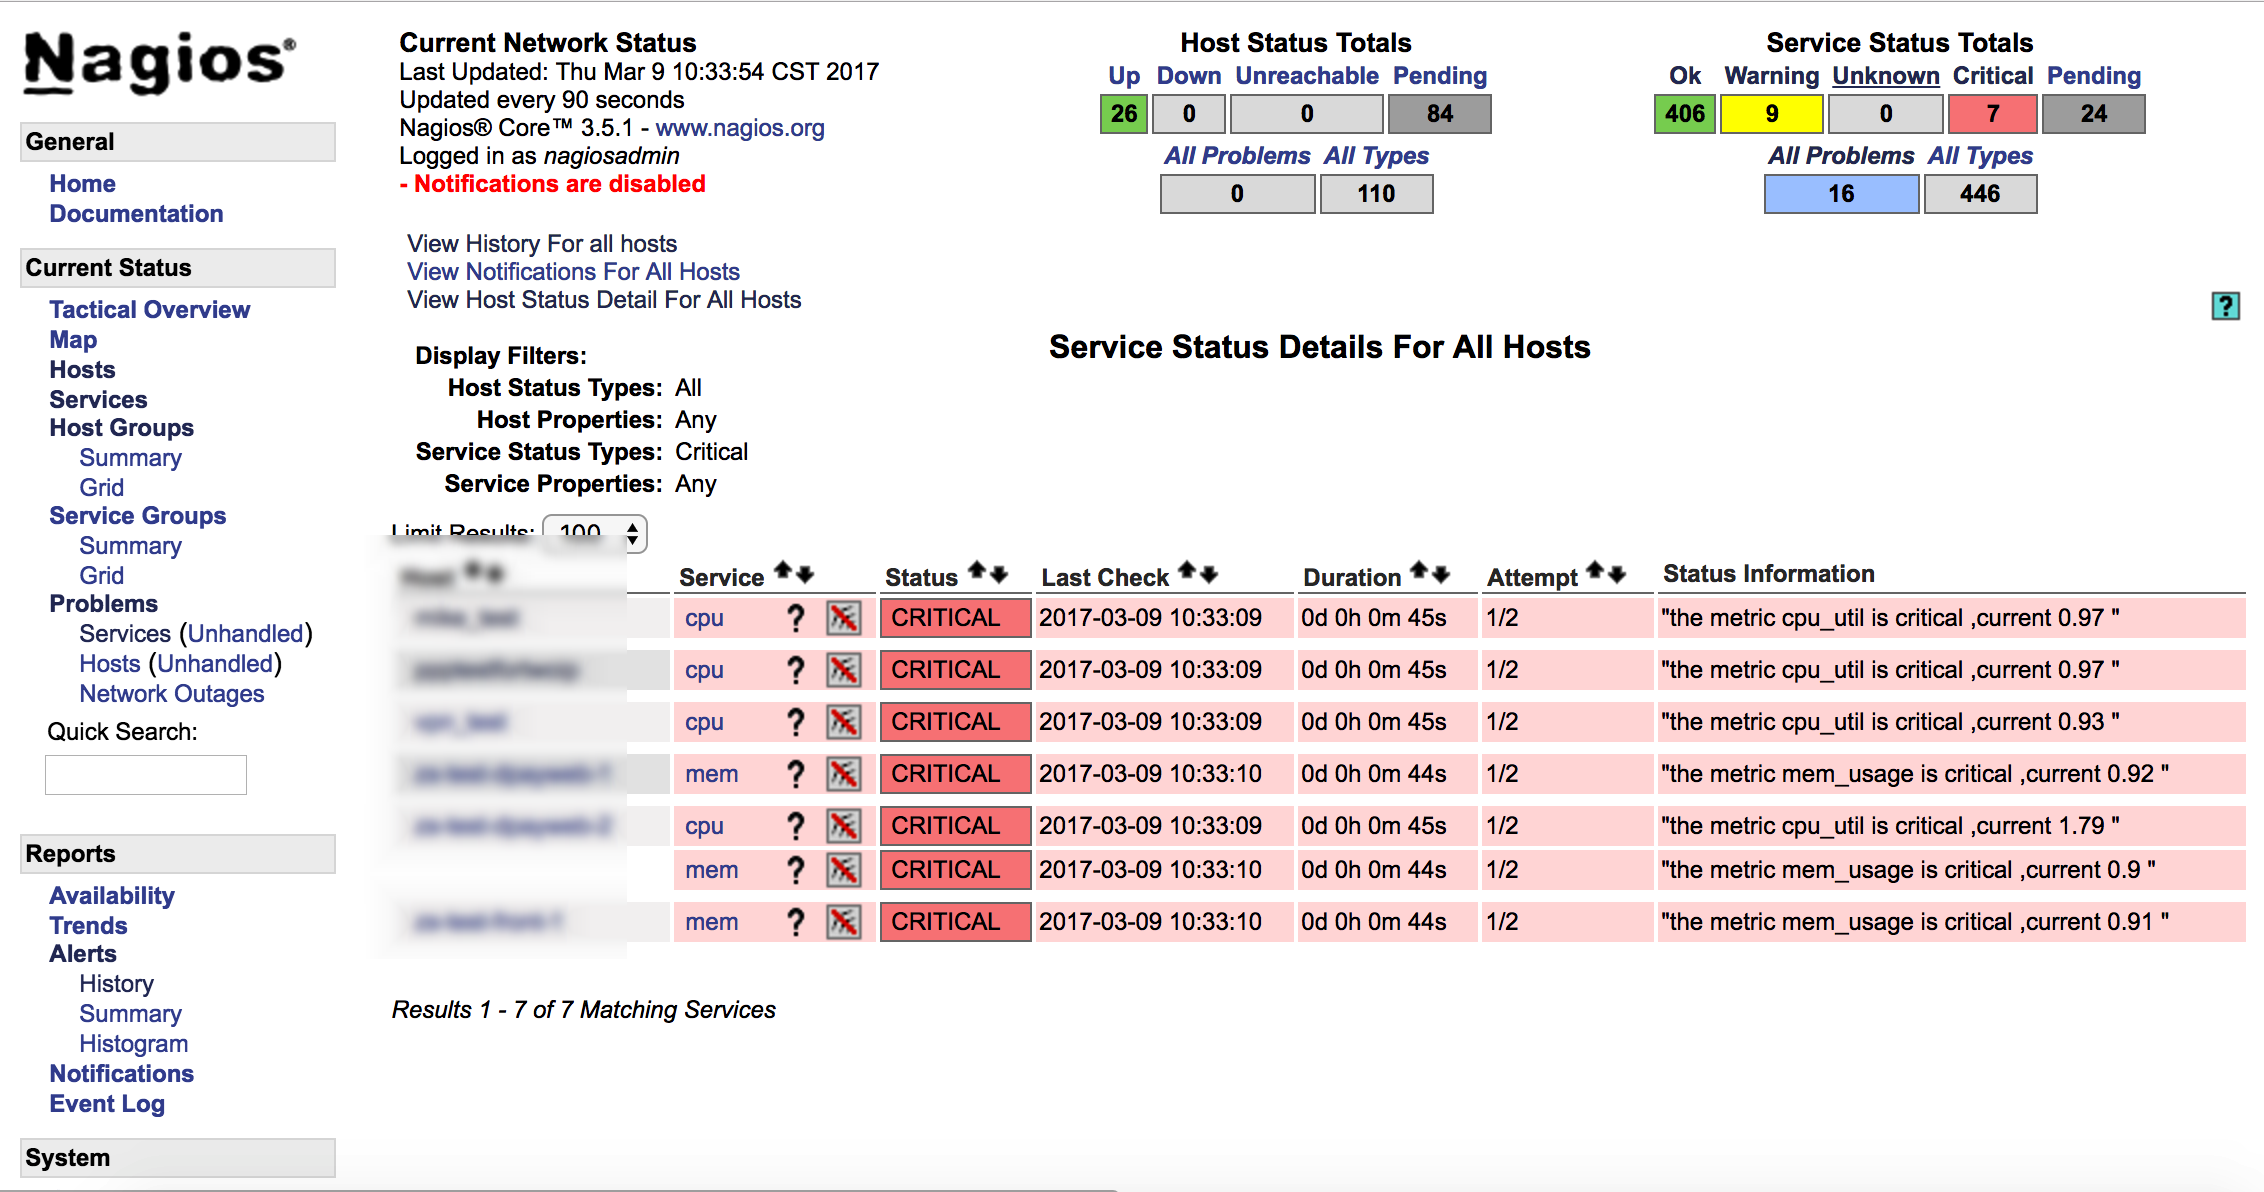 Nagios®
General
Home
Documentation
Current Status
Tactical Overview
Map
Hosts
Services
Host Groups
Summary
Grid
Service Groups
Summary
Grid
Problems
Services (Unhandled)
Hosts (Unhandled)
Network Outages
Quick Search:
Reports
Availability
Trends
Alerts
History
Summary
Histogram
Notifications
Event Log
System
Current Network Status
Last Updated: Thu Mar 9 10:33:54 CST 2017
Updated every 90 seconds
Nagios® Core™ 3.5.1 - www.nagios.org
Logged in as nagiosadmin
- Notifications are disabled
View History For all hosts
View Notifications For All Hosts
View Host Status Detail For All Hosts
Host Status Totals
Up Down Unreachable Pending
26 0 0 84
All Problems All Types
0 110
Service Status Totals
Ok Warning Unknown Critical Pending
406 9 0 7 24
All Problems All Types
16 446
?
Display Filters:
Host Status Types: All
Host Properties: Any
Service Status Types: Critical
Service Properties: Any
Service Status Details For All Hosts
Limit Results: 100
Service Status Last Check Duration Attempt Status Information
cpu ? CRITICAL 2017-03-09 10:33:09 0d 0h 0m 45s 1/2 "the metric cpu_util is critical ,current 0.97 "
cpu ? CRITICAL 2017-03-09 10:33:09 0d 0h 0m 45s 1/2 "the metric cpu_util is critical ,current 0.97 "
cpu ? CRITICAL 2017-03-09 10:33:09 0d 0h 0m 45s 1/2 "the metric cpu_util is critical ,current 0.93 "
mem ? CRITICAL 2017-03-09 10:33:10 0d 0h 0m 44s 1/2 "the metric mem_usage is critical ,current 0.92 "
cpu ? CRITICAL 2017-03-09 10:33:09 0d 0h 0m 45s 1/2 "the metric cpu_util is critical ,current 1.79 "
mem ? CRITICAL 2017-03-09 10:33:10 0d 0h 0m 44s 1/2 "the metric mem_usage is critical ,current 0.9 "
mem ? CRITICAL 2017-03-09 10:33:10 0d 0h 0m 44s 1/2 "the metric mem_usage is critical ,current 0.91 "
Results 1 - 7 of 7 Matching Services